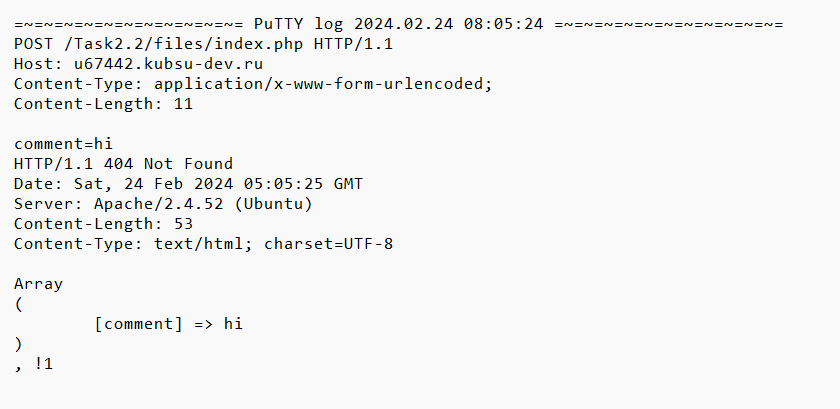 =~=~=~=~=~=~=~=~=~=~=~= PuTTY log 2024.02.24 08:05:24 =~=~=~=~=~=~=~=~=~=~=~=
POST /Task2.2/files/index.php HTTP/1.1
Host: u67442.kubsu-dev.ru
Content-Type: application/x-www-form-urlencoded;
Content-Length: 11

comment=hi
HTTP/1.1 404 Not Found
Date: Sat, 24 Feb 2024 05:05:25 GMT
Server: Apache/2.4.52 (Ubuntu)
Content-Length: 53
Content-Type: text/html; charset=UTF-8

Array
(
        [comment] => hi
)
, !1